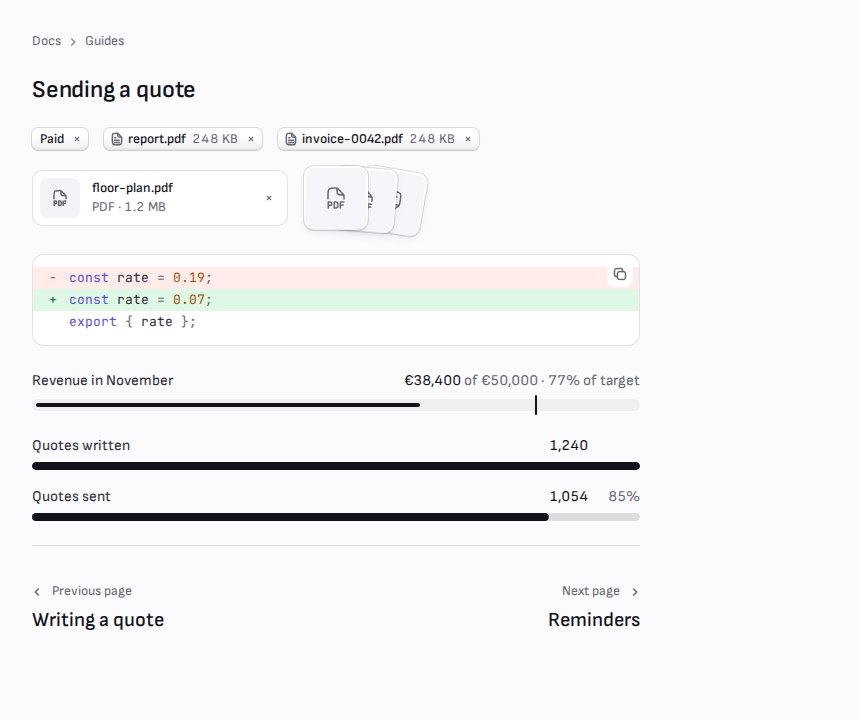 Docs > Guides
Sending a quote
Paid ×
report.pdf 248 KB ×
invoice-0042.pdf 248 KB ×
PDF
floor-plan.pdf
PDF · 1.2 MB
×
PDF
- const rate = 0.19;
+ const rate = 0.07;
export { rate };
Revenue in November €38,400 of €50,000 · 77% of target
Quotes written 1,240
Quotes sent 1,054 85%
Previous page Next page
Writing a quote Reminders